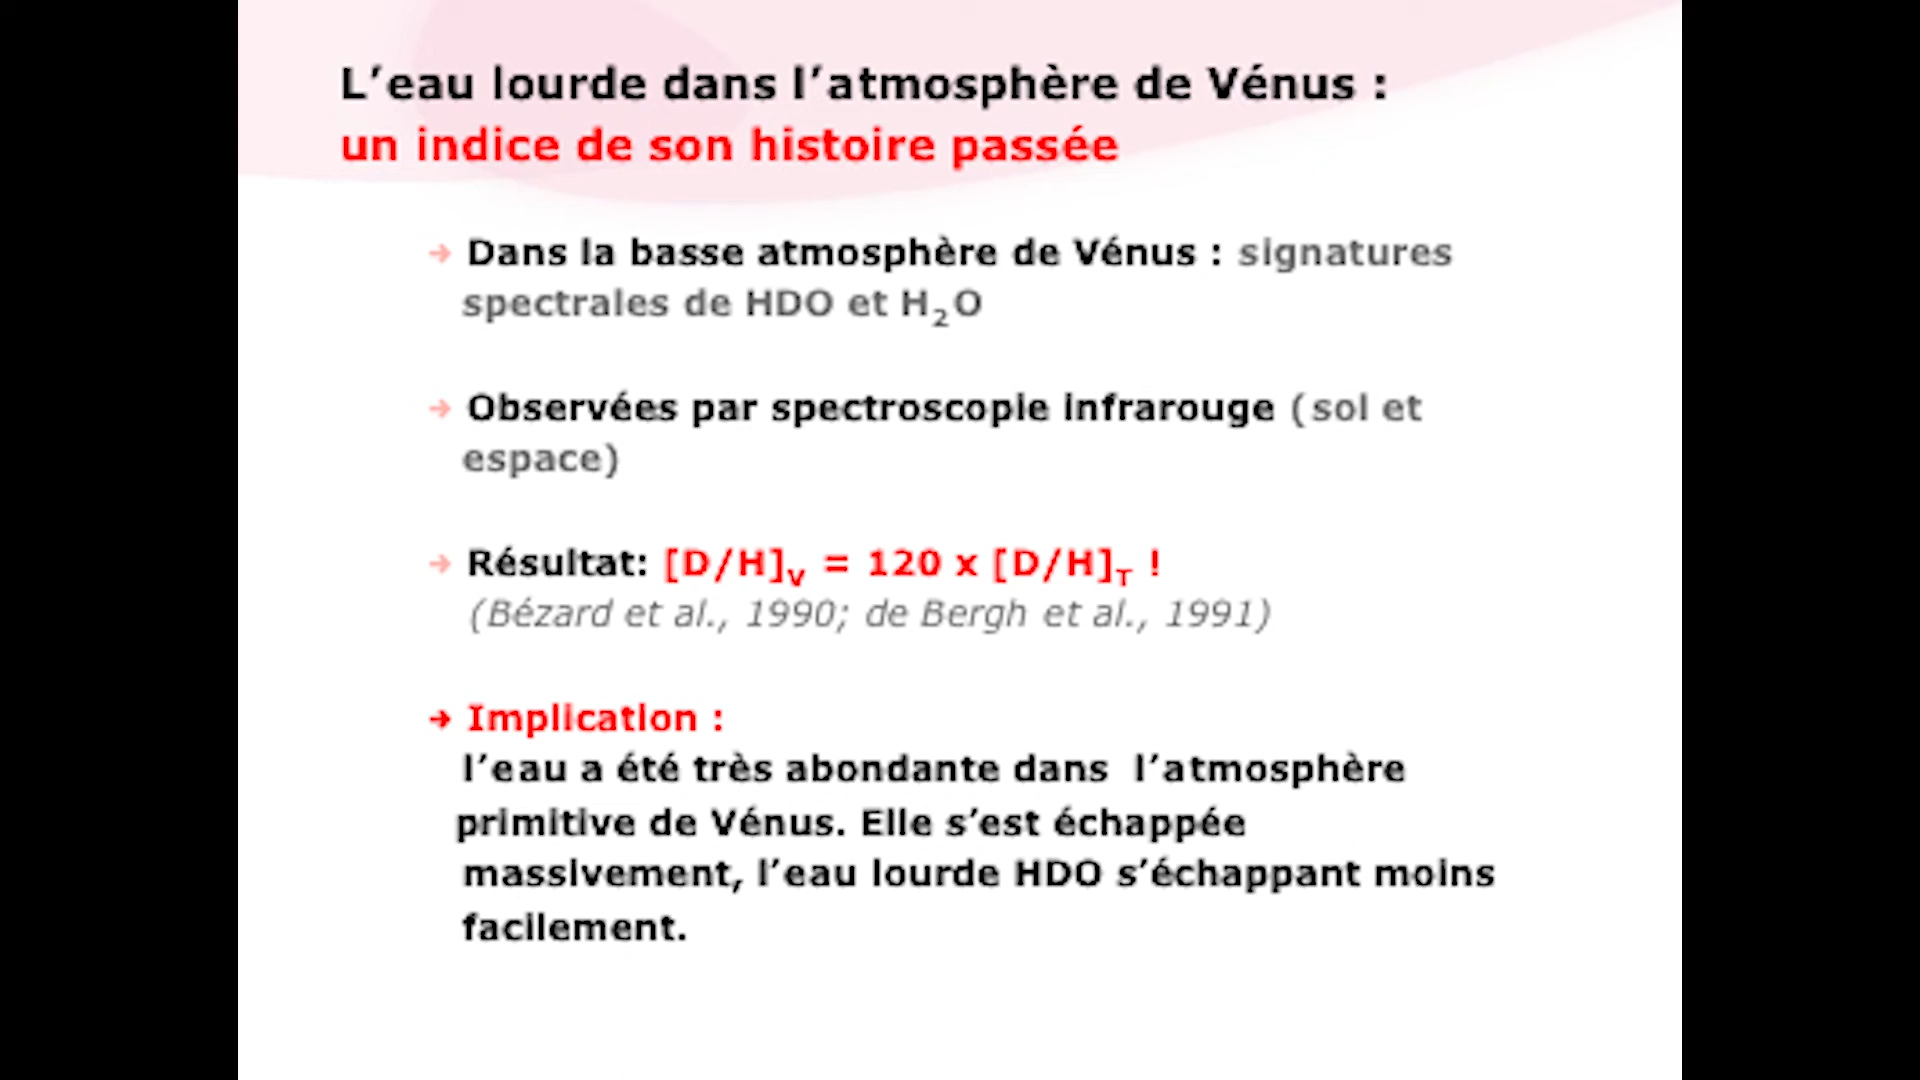 L’eau lourde dans l’atmosphère de Vénus :
un indice de son histoire passée
→ Dans la basse atmosphère de Vénus : signatures
spectrales de HDO et H₂O
→ Observées par spectroscopie infrarouge (sol et
espace)
→ Résultat: [D/H]V = 120 x [D/H]T !
(Bézard et al., 1990; de Bergh et al., 1991)
→ Implication :
l’eau a été très abondante dans l’atmosphère
primitive de Vénus. Elle s’est échappée
massivement, l’eau lourde HDO s’échappant moins
facilement.